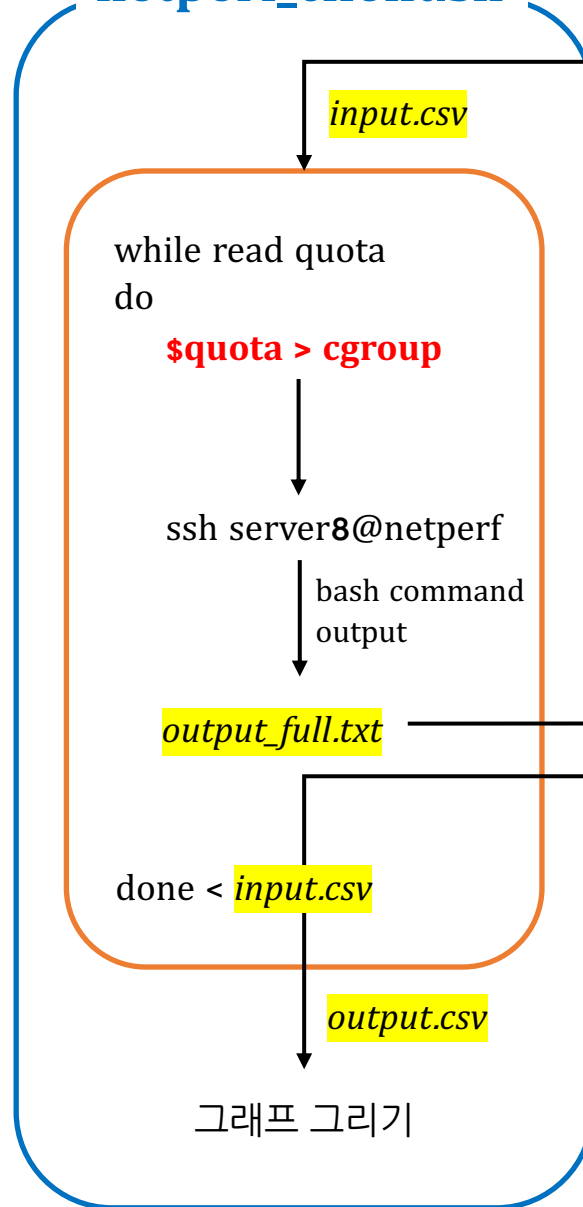 input.csv
while read quota
do
$quota > cgroup
ssh server8@netperf
bash command
output
output_full.txt
done < input.csv
output.csv
그래프 그리기